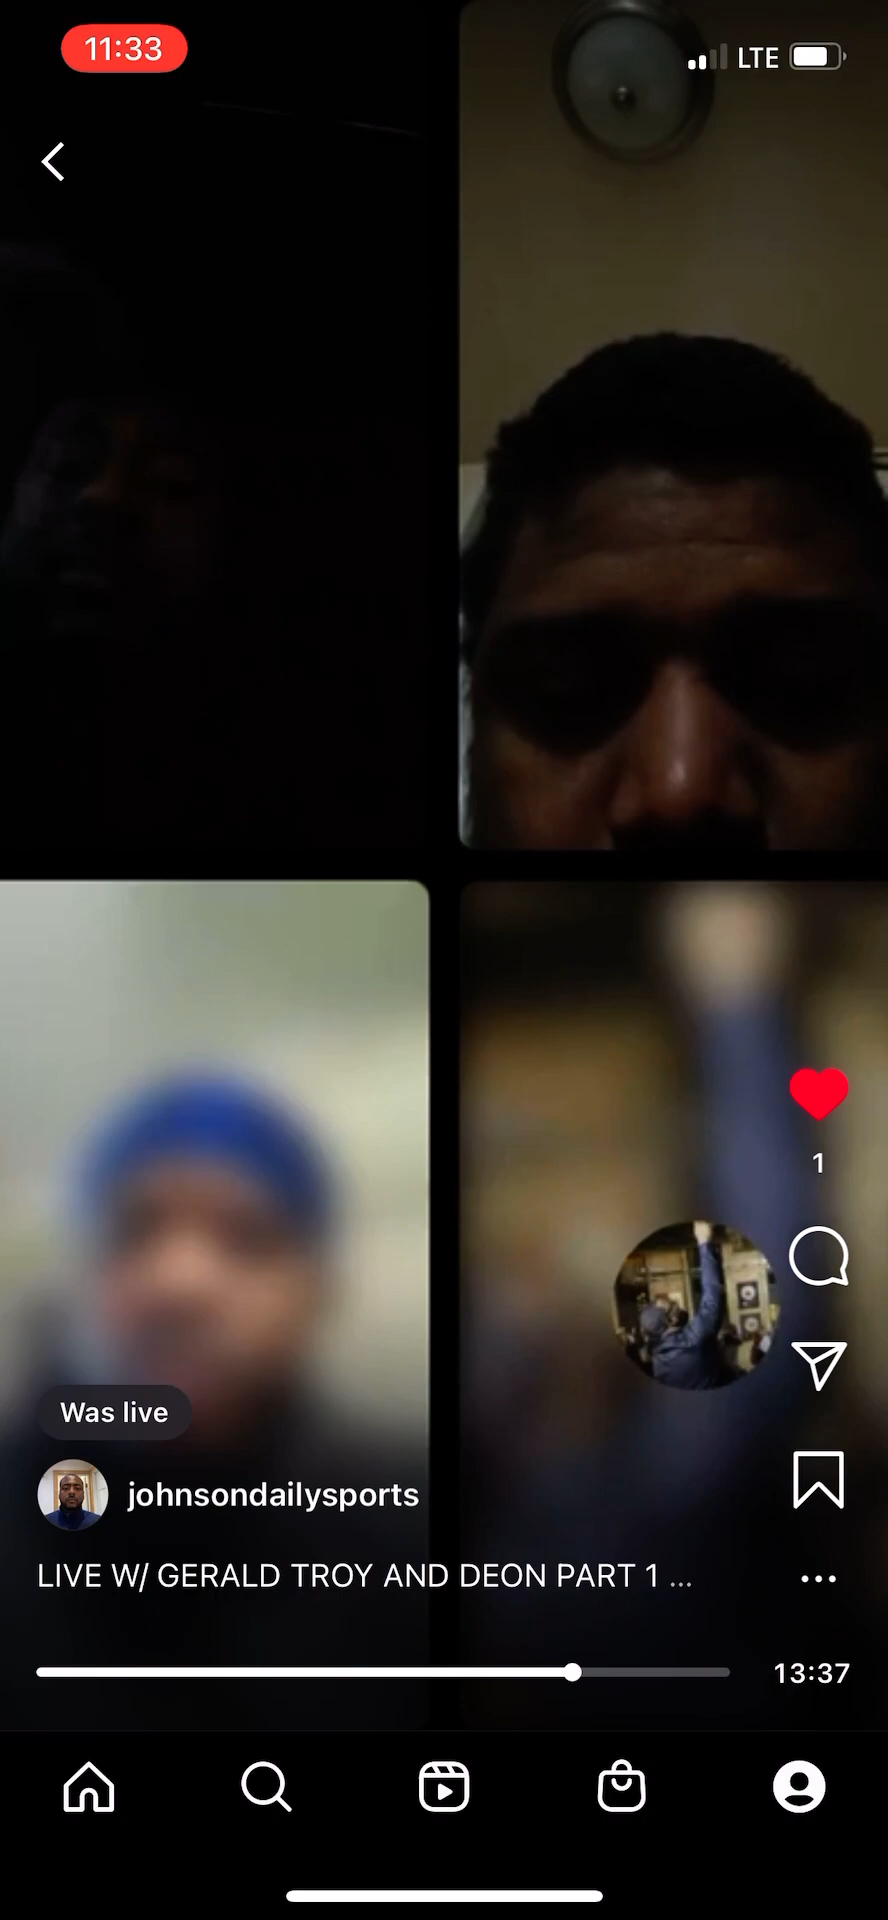 11:33
LTE
Was live
johnsondailysports
LIVE W/ GERALD TROY AND DEON PART 1 ...
1
13:37